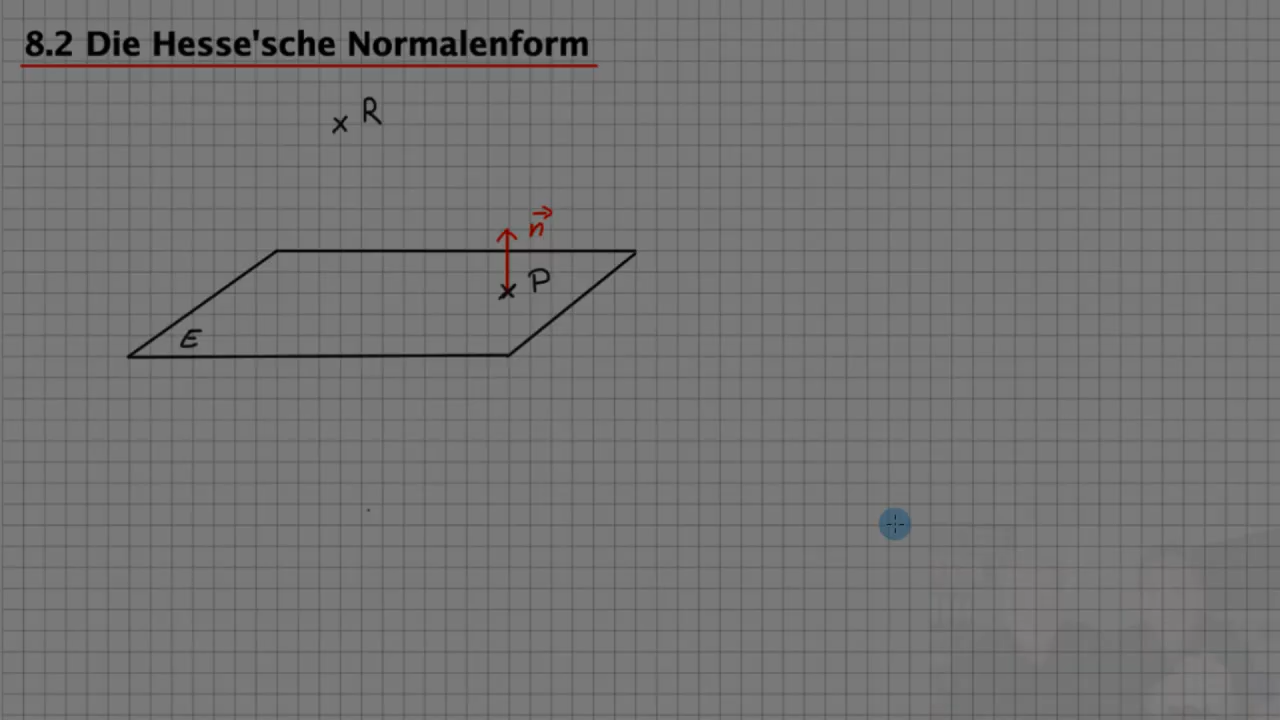 8.2 Die Hesse'sche Normalenform
x R
n⃗
x P
E